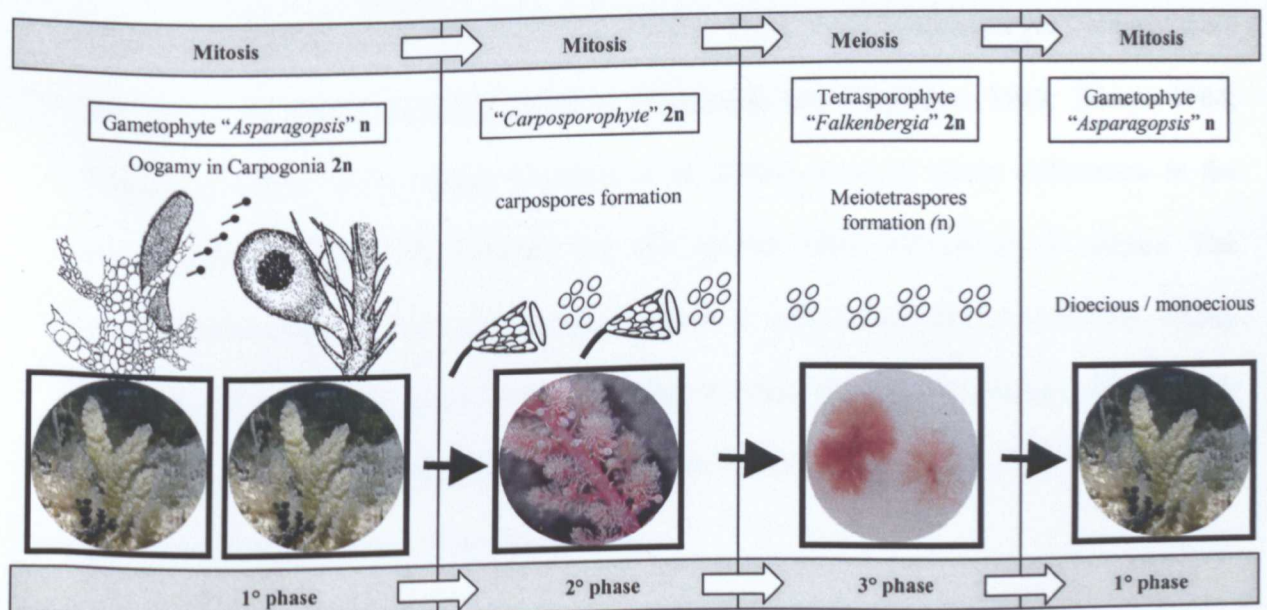 Mitosis
Mitosis
Meiosis
Mitosis
Gametophyte “Asparagopsis” n
Oogamy in Carpogonia 2n
“Carposporophyte” 2n
carpospores formation
Tetrasporophyte
“Falkenbergia” 2n
Meiotetraspores
formation (n)
Gametophyte
“Asparagopsis” n
Dioecious / monoecious
1° phase
2° phase
3° phase
1° phase